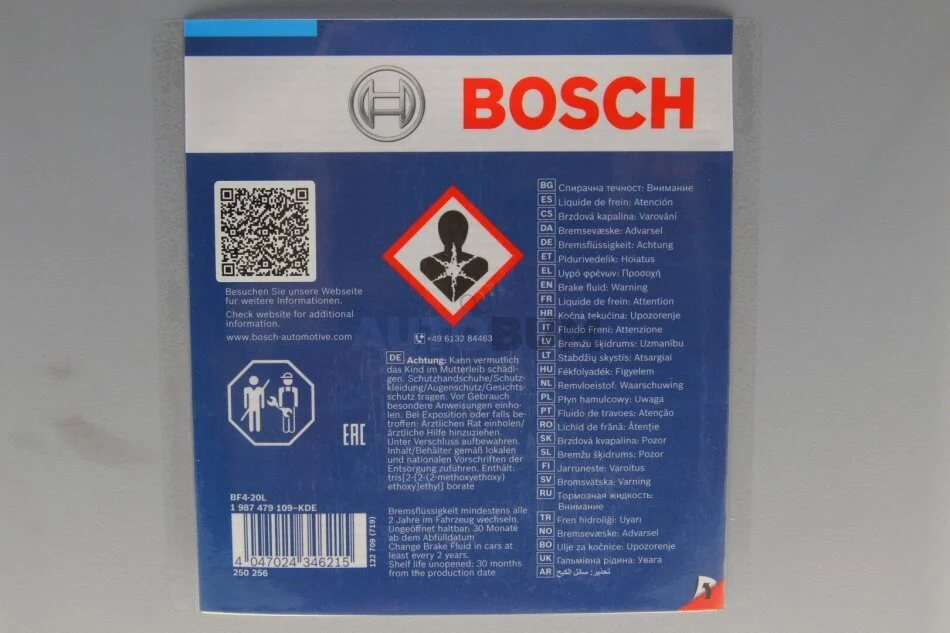 BOSCH
Besuchen Sie unsere Webseite
für weitere Informationen.
Check website for additional
information.
www.bosch-automotive.com
EAC
BF4-20L
1 987 479 109-KDE
4 047024 346215
250 256
122 709 (719)
+49 6132 84463
DE Achtung: Kann vermutlich
das Kind im Mutterleib schädi-
gen. Schutzhandschuhe/Schutz-
kleidung/Augenschutz/Gesichts-
schutz tragen. Vor Gebrauch
besondere Anweisungen einho-
len. Bei Exposition oder falls be-
troffen: Ärztlichen Rat einholen/
ärztliche Hilfe hinzuziehen.
Unter Verschluss aufbewahren.
Inhalt/Behälter gemäß lokalen
und nationalen Vorschriften der
Entsorgung zuführen. Enthält:
tris[2-[2-(2-methoxyethoxy)
ethoxy]ethyl] borate
Bremsflüssigkeit mindestens alle
2 Jahre im Fahrzeug wechseln.
Ungeöffnet haltbar: 30 Monate
ab dem Abfülldatum
Change Brake Fluid in cars at
least every 2 years.
Shelf life unopened: 30 months
from the production date
BG Спирачна течност: Внимание
ES Liquide de frein: Atención
CS Brzdová kapalina: Varování
DA Bremsevæske: Advarsel
DE Bremsflüssigkeit: Achtung
ET Pidurivedelik: Hoiatus
EL Υγρό φρένων: Προσοχή
EN Brake fluid: Warning
FR Liquide de frein: Attention
HR Kočna tekućina: Upozorenje
IT Fluido Freni: Attenzione
LV Bremžu šķidrums: Uzmanību
LT Stabdžių skystis: Atsargiai
HU Fékfolyadék: Figyelem
NL Remvloeistof: Waarschuwing
PL Płyn hamulcowy: Uwaga
PT Fluido de travoes: Atenção
RO Lichid de frână: Atenţie
SK Brzdová kvapalina: Pozor
SL Bremžu šķidrums: Pozor
FI Jarruneste: Varoitus
SV Bromsvätska: Varning
RU Тормозная жидкость:
Внимание
TR Fren hidroliği: Uyarı
NO Bremsevæske: Advarsel
BO Ulje za kočnice: Upozorenje
UK Гальмівна рідина: Увага
AR تحذير: سائل الكبح